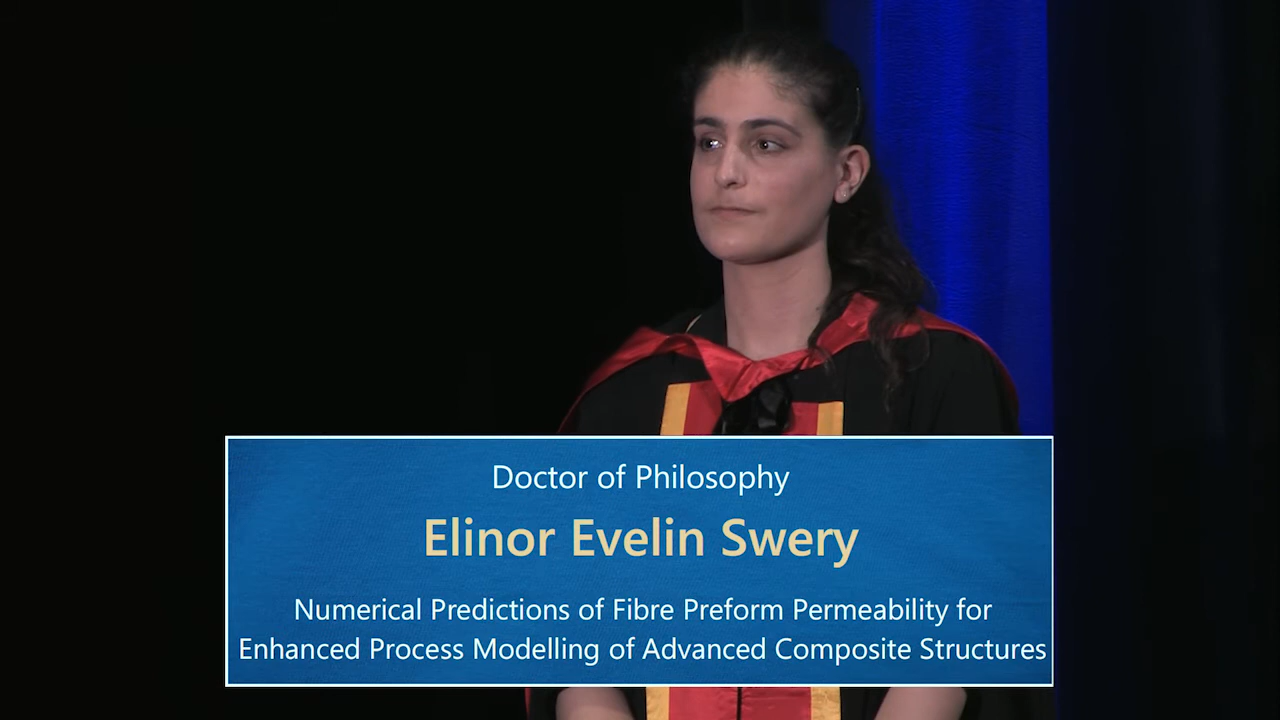 Doctor of Philosophy
Elinor Evelin Swery
Numerical Predictions of Fibre Preform Permeability for
Enhanced Process Modelling of Advanced Composite Structures